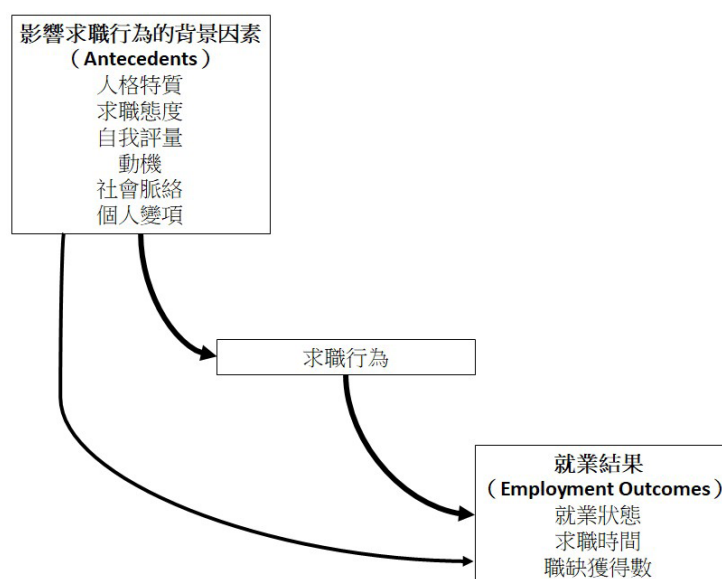 影響求職行為的背景因素
（Antecedents）
人格特質
求職態度
自我評量
動機
社會脈絡
個人變項
求職行為
就業結果
（Employment Outcomes）
就業狀態
求職時間
職缺獲得數